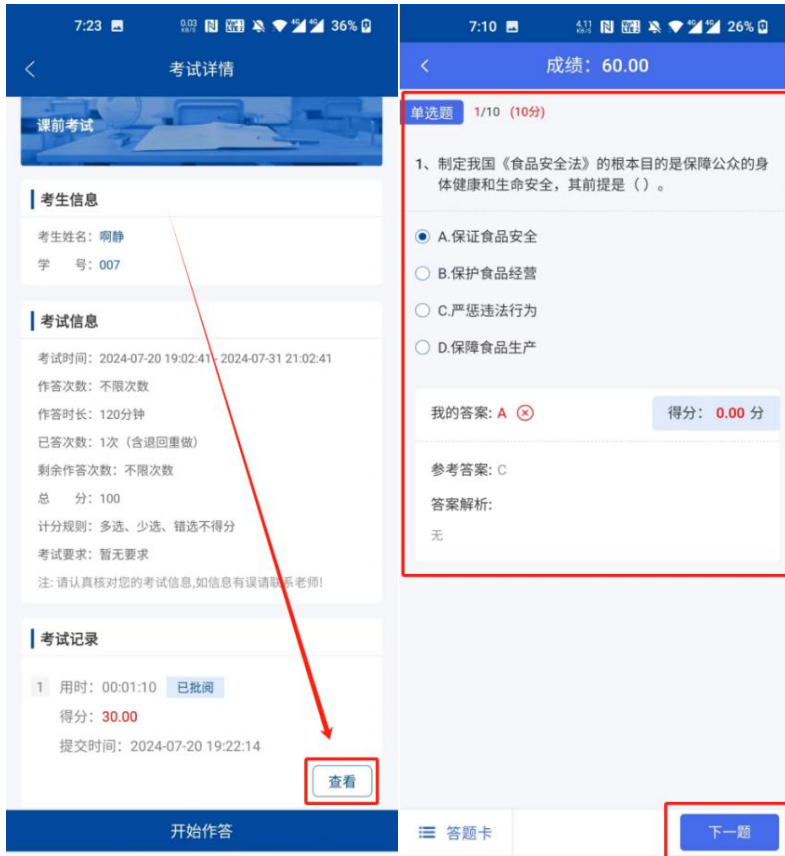 7:23
0.03
KB/S
4G
4G
36%
考试详情
课前考试
考生信息
考生姓名：啊静
学 号：007
考试信息
考试时间：2024-07-20 19:02:41 - 2024-07-31 21:02:41
作答次数：不限次数
作答时长：120分钟
已答次数：1次（含退回重做）
剩余作答次数：不限次数
总 分：100
计分规则：多选、少选、错选不得分
考试要求：暂无要求
注:请认真核对您的考试信息,如信息有误请联系老师!
考试记录
1 用时：00:01:10 已批阅
得分：30.00
提交时间：2024-07-20 19:22:14
查看
开始作答
7:10
4.11
KB/S
4G
4G
26%
成绩：60.00
单选题 1/10 (10分)
1、制定我国《食品安全法》的根本目的是保障公众的身
体健康和生命安全，其前提是（ ）。
A.保证食品安全
B.保护食品经营
C.严惩违法行为
D.保障食品生产
我的答案: A
得分： 0.00 分
参考答案: C
答案解析:
无
答题卡
下一题